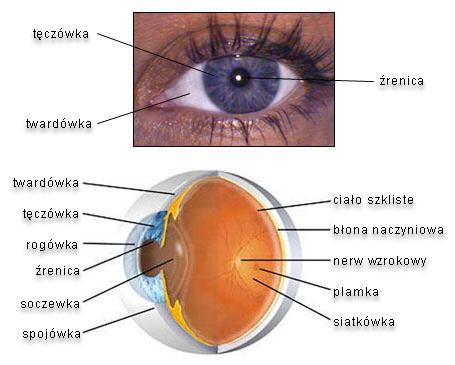 tęczówka
źrenica
twardówka
twardówka
tęczówka
rogówka
źrenica
soczewka
spojówka
ciało szkliste
błona naczyniowa
nerw wzrokowy
plamka
siatkówka